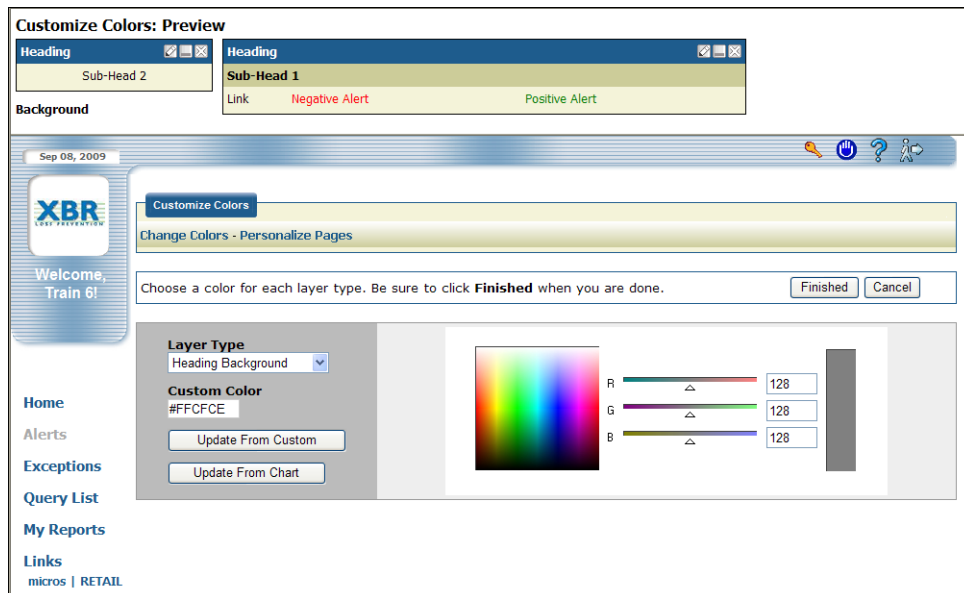 Customize Colors: Preview
Heading
Sub-Head 2
Background
Heading
Sub-Head 1
Link Negative Alert Positive Alert
Sep 08, 2009
XBR
LOSS PREVENTION
Welcome,
Train 6!
Customize Colors
Change Colors - Personalize Pages
Choose a color for each layer type. Be sure to click Finished when you are done.
Finished Cancel
Layer Type
Heading Background
Custom Color
#FFCFCE
Update From Custom
Update From Chart
R 128
G 128
B 128
Home
Alerts
Exceptions
Query List
My Reports
Links
micros | RETAIL